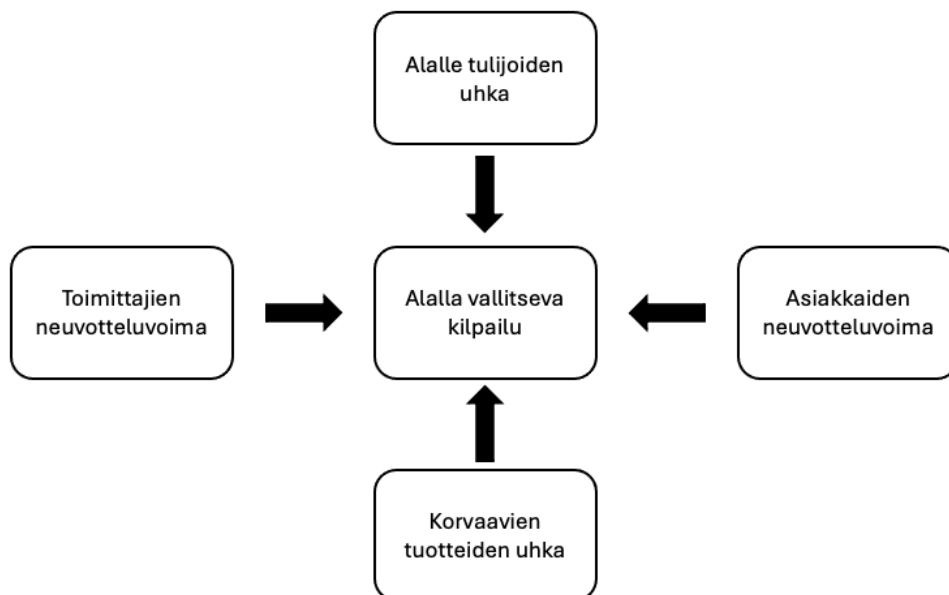 Alalle tulijoiden
uhka
Toimittajien
neuvotteluvoima
Alalla vallitseva
kilpailu
Asiakkaiden
neuvotteluvoima
Korvaavien
tuotteiden uhka